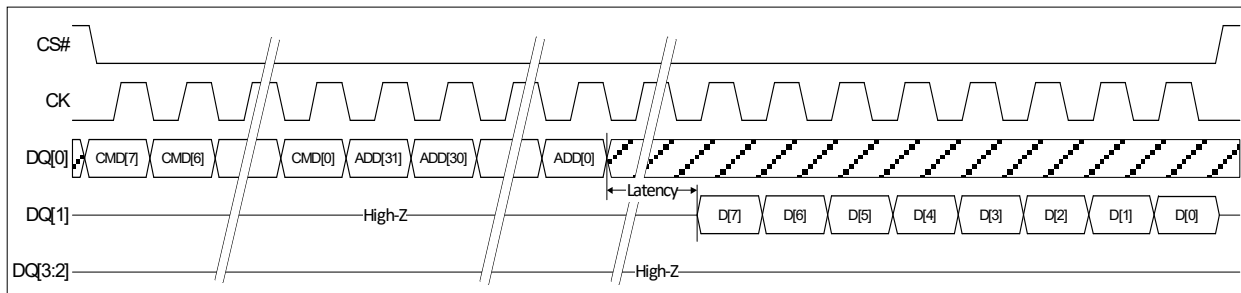 CS#
CK
DQ[0] CMD[7] CMD[6] CMD[0] ADD[31] ADD[30] ADD[0]
Latency
DQ[1] High-Z D[7] D[6] D[5] D[4] D[3] D[2] D[1] D[0]
DQ[3:2] High-Z